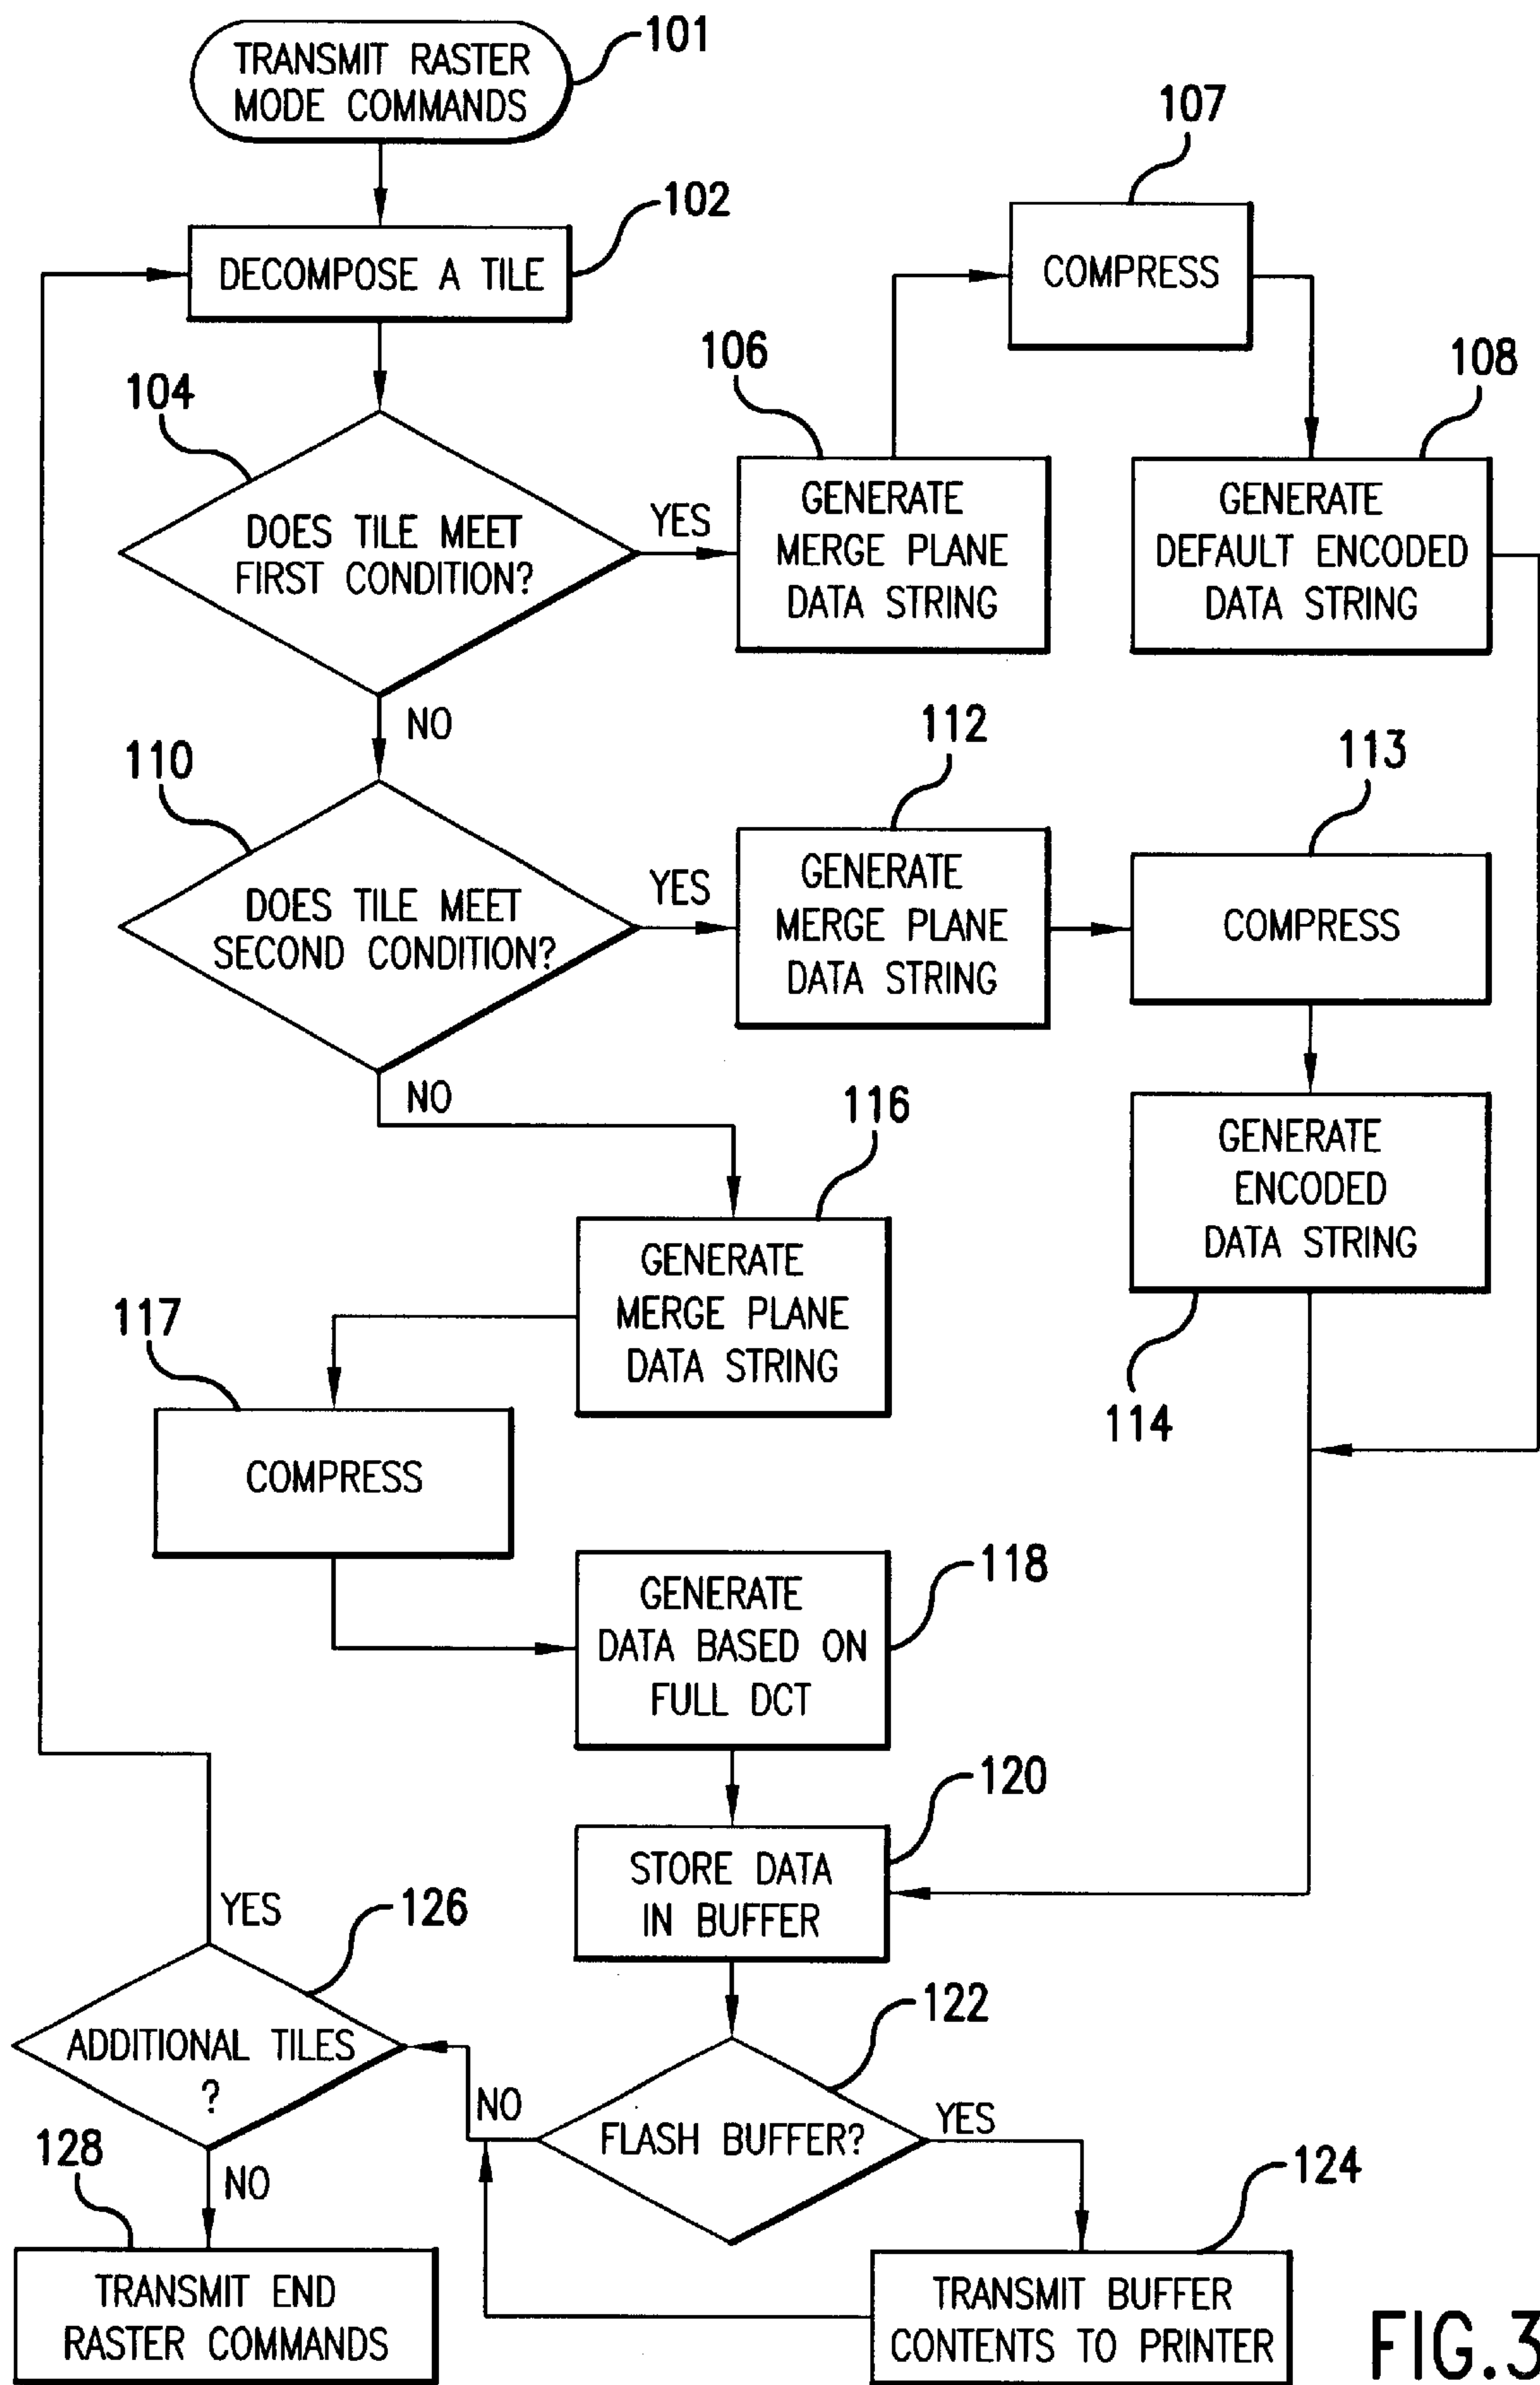 101
TRANSMIT RASTER
MODE COMMANDS
102
DECOMPOSE A TILE
107
COMPRESS
104
DOES TILE MEET
FIRST CONDITION?
YES
NO
106
GENERATE
MERGE PLANE
DATA STRING
108
GENERATE
DEFAULT ENCODED
DATA STRING
110
DOES TILE MEET
SECOND CONDITION?
YES
NO
112
GENERATE
MERGE PLANE
DATA STRING
113
COMPRESS
GENERATE
ENCODED
DATA STRING
114
116
GENERATE
MERGE PLANE
DATA STRING
117
COMPRESS
118
GENERATE
DATA BASED ON
FULL DCT
120
STORE DATA
IN BUFFER
122
FLASH BUFFER?
NO
YES
124
TRANSMIT BUFFER
CONTENTS TO PRINTER
126
YES
ADDITIONAL TILES
?
NO
128
TRANSMIT END
RASTER COMMANDS
FIG.3